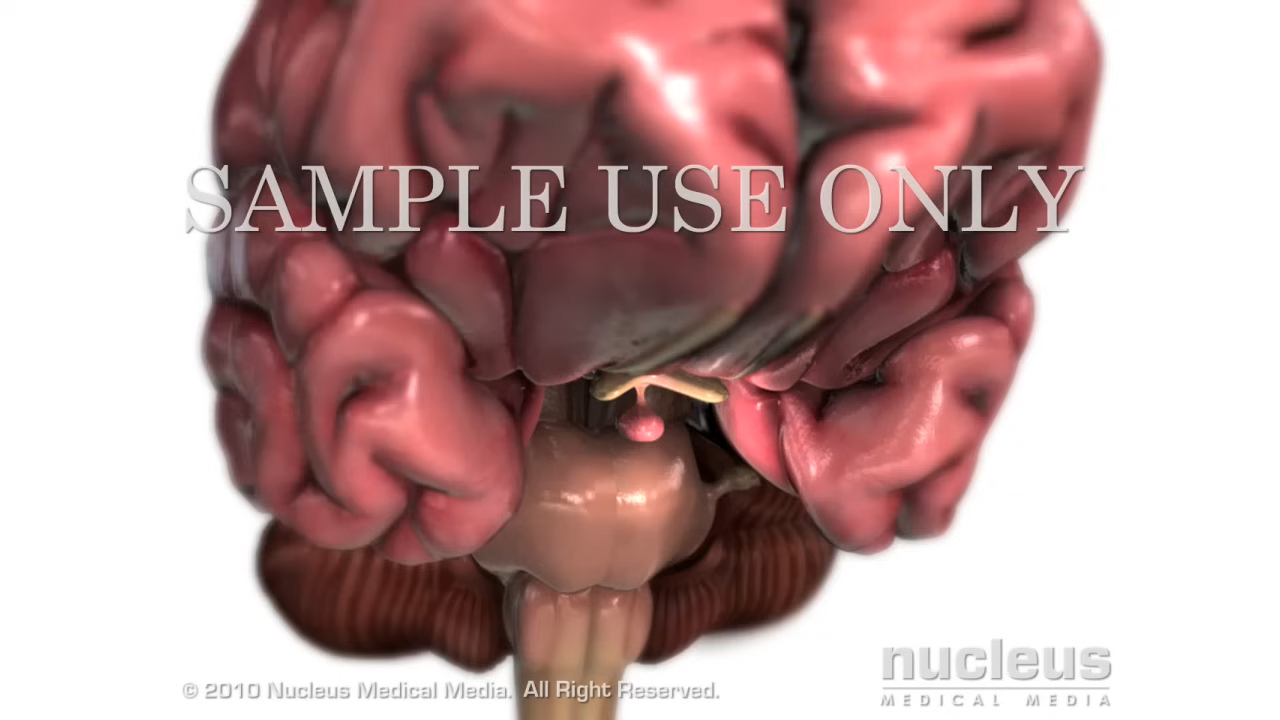 SAMPLE USE ONLY
© 2010 Nucleus Medical Media. All Right Reserved.
nucleus
MEDICAL MEDIA